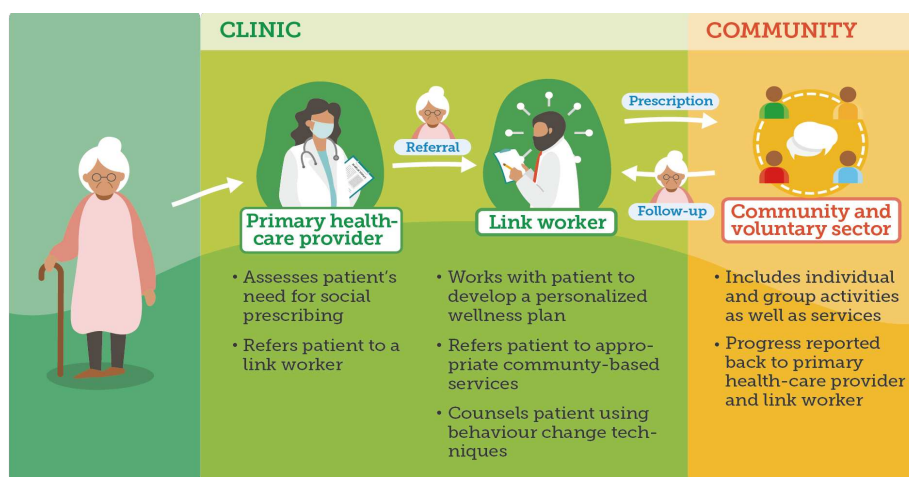 CLINIC
COMMUNITY
Primary health-
care provider
Referral
Link worker
Prescription
Follow-up
Community and
voluntary sector
• Assesses patient’s
need for social
prescribing
• Refers patient to a
link worker
• Works with patient to
develop a personalized
wellness plan
• Refers patient to appro-
priate communty-based
services
• Counsels patient using
behaviour change tech-
niques
• Includes individual
and group activities
as well as services
• Progress reported
back to primary
health-care provider
and link worker